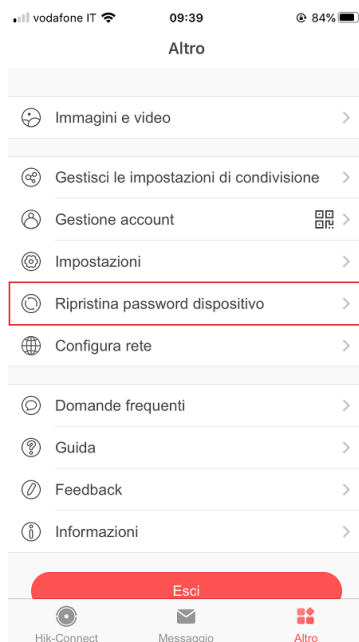 vodafone IT 09:39 84%
Altro
Immagini e video
Gestisci le impostazioni di condivisione
Gestione account
Impostazioni
Ripristina password dispositivo
Configura rete
Domande frequenti
Guida
Feedback
Informazioni
Esci
Hik-Connect Messaggio Altro